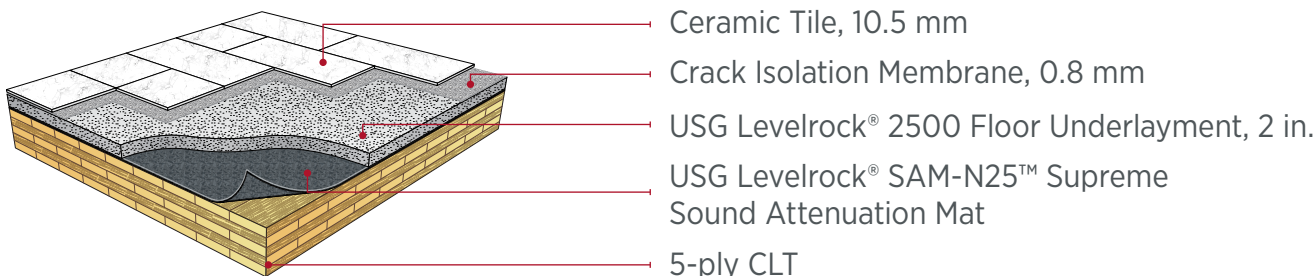 Ceramic Tile, 10.5 mm
Crack Isolation Membrane, 0.8 mm
USG Levelrock® 2500 Floor Underlayment, 2 in.
USG Levelrock® SAM-N25™ Supreme
Sound Attenuation Mat
5-ply CLT